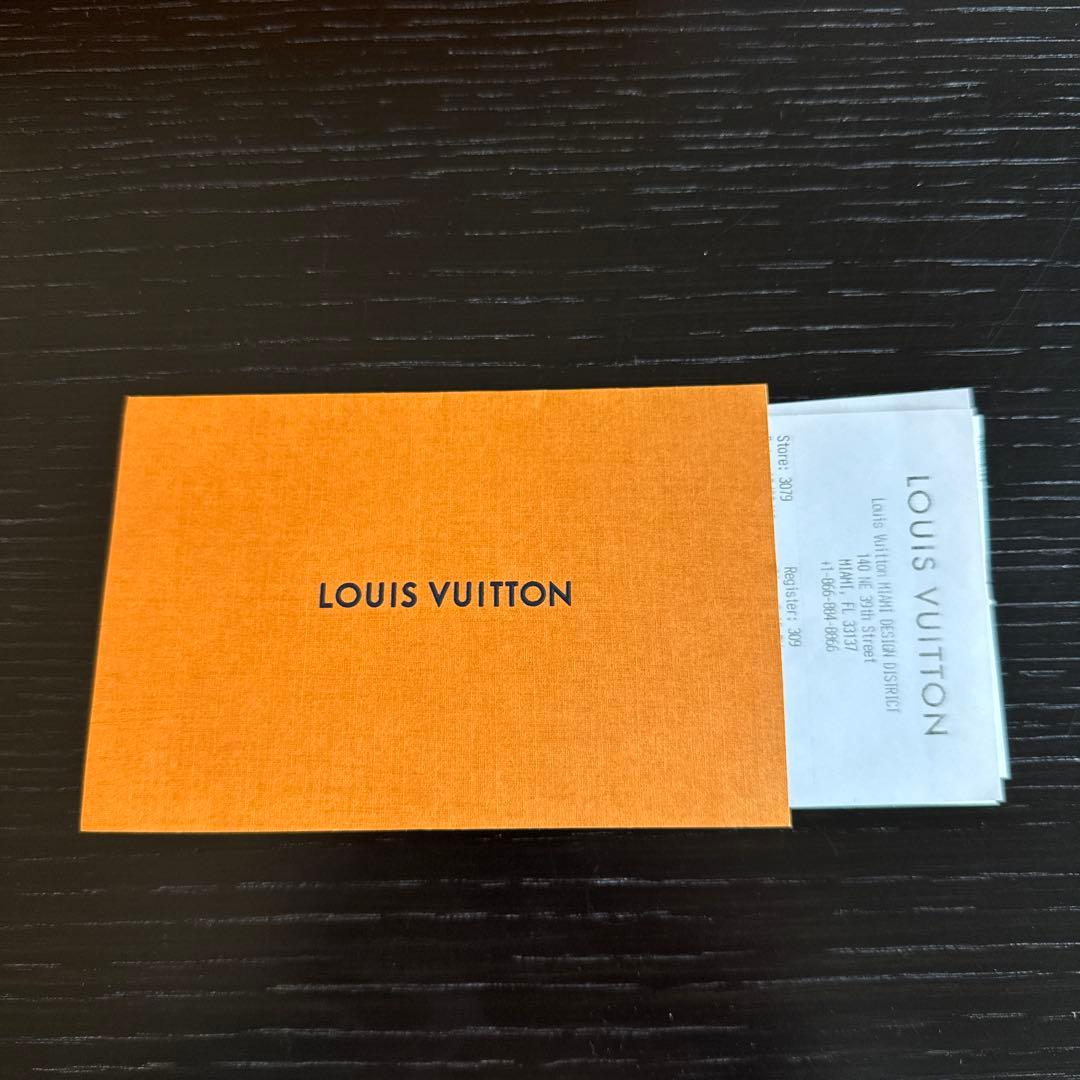 LOUIS VUITTON
LOUIS VUITTON
Louis Vuitton MIAMI DESIGN DISTRICT
140 NE 39th Street
MIAMI, FL 33137
+1-866-884-8866
Store: 3079 Register: 309